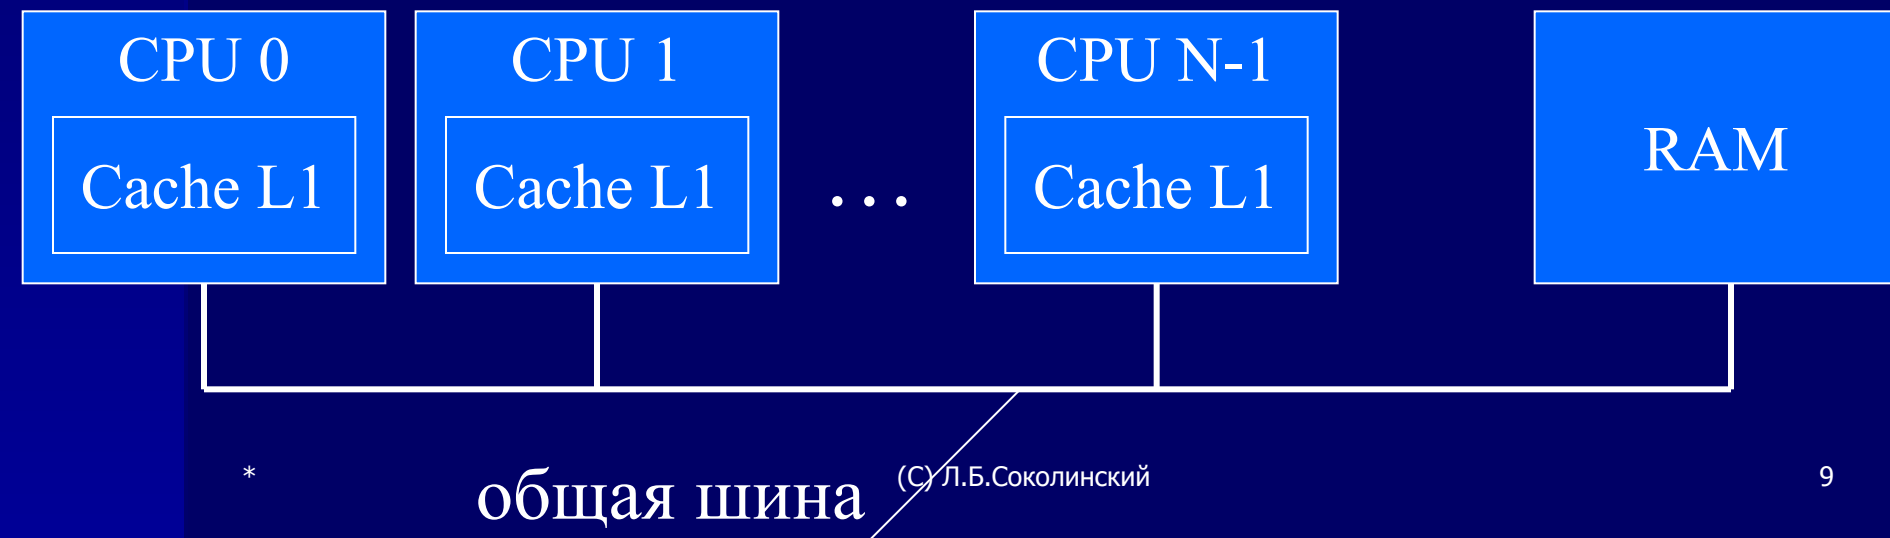 CPU 0 CPU 1 CPU N-1
RAM
Cache L1 Cache L1 … Cache L1
* (С) Л.Б.Соколинский 9
общая шина